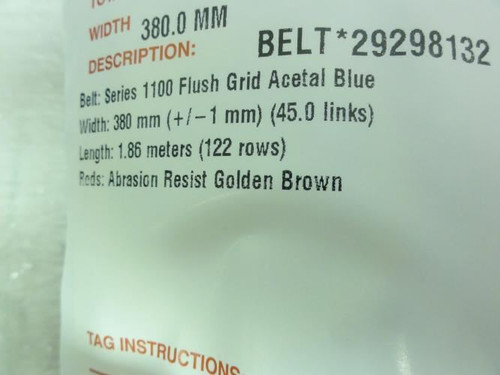 WIDTH 380.0 MM
DESCRIPTION: BELT*29298132
Belt: Series 1100 Flush Grid Acetal Blue
Width: 380 mm (+/-1 mm) (45.0 links)
Length: 1.86 meters (122 rows)
Rods: Abrasion Resist Golden Brown
TAG INSTRUCTIONS